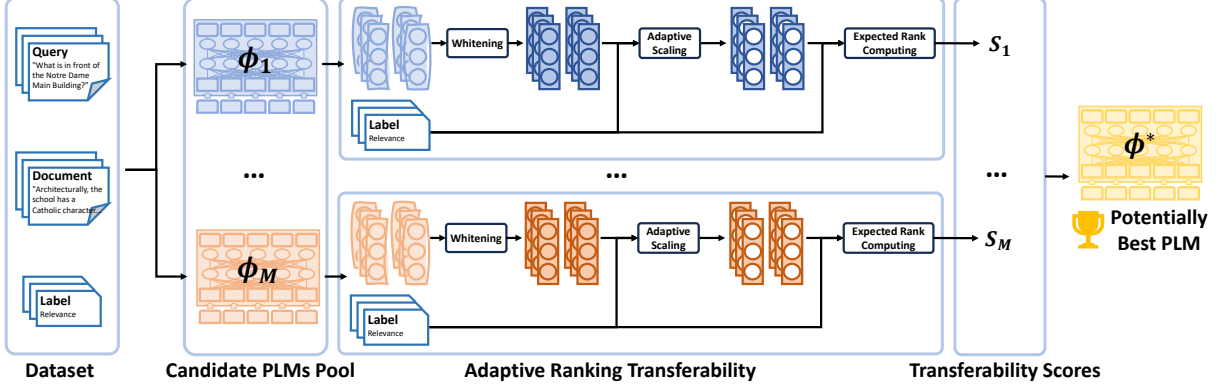 Query
"What is in front of
the Notre Dame
Main Building?"
Document
"Architecturally, the
school has a
Catholic character...
Label
Relevance
Dataset
ϕ₁
...
ϕ_M
Candidate PLMs Pool
Whitening
Adaptive
Scaling
Expected Rank
Computing
Label
Relevance
...
Whitening
Adaptive
Scaling
Expected Rank
Computing
Label
Relevance
Adaptive Ranking Transferability
S₁
...
S_M
Transferability Scores
ϕ*
Potentially
Best PLM